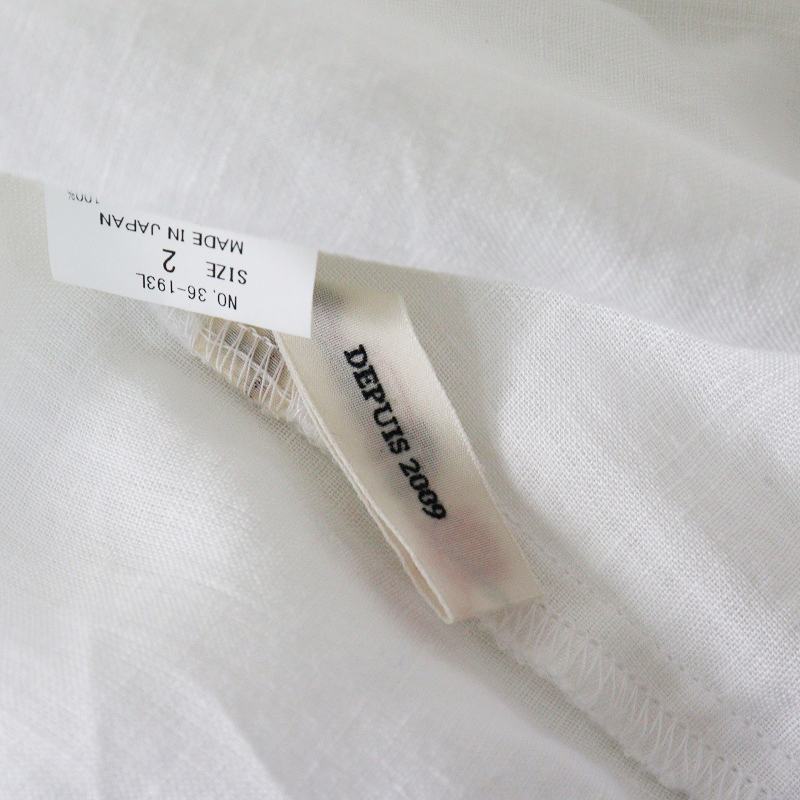 NO. 36-193L
SIZE 2
MADE IN JAPAN
100%
DEPUIS 2009